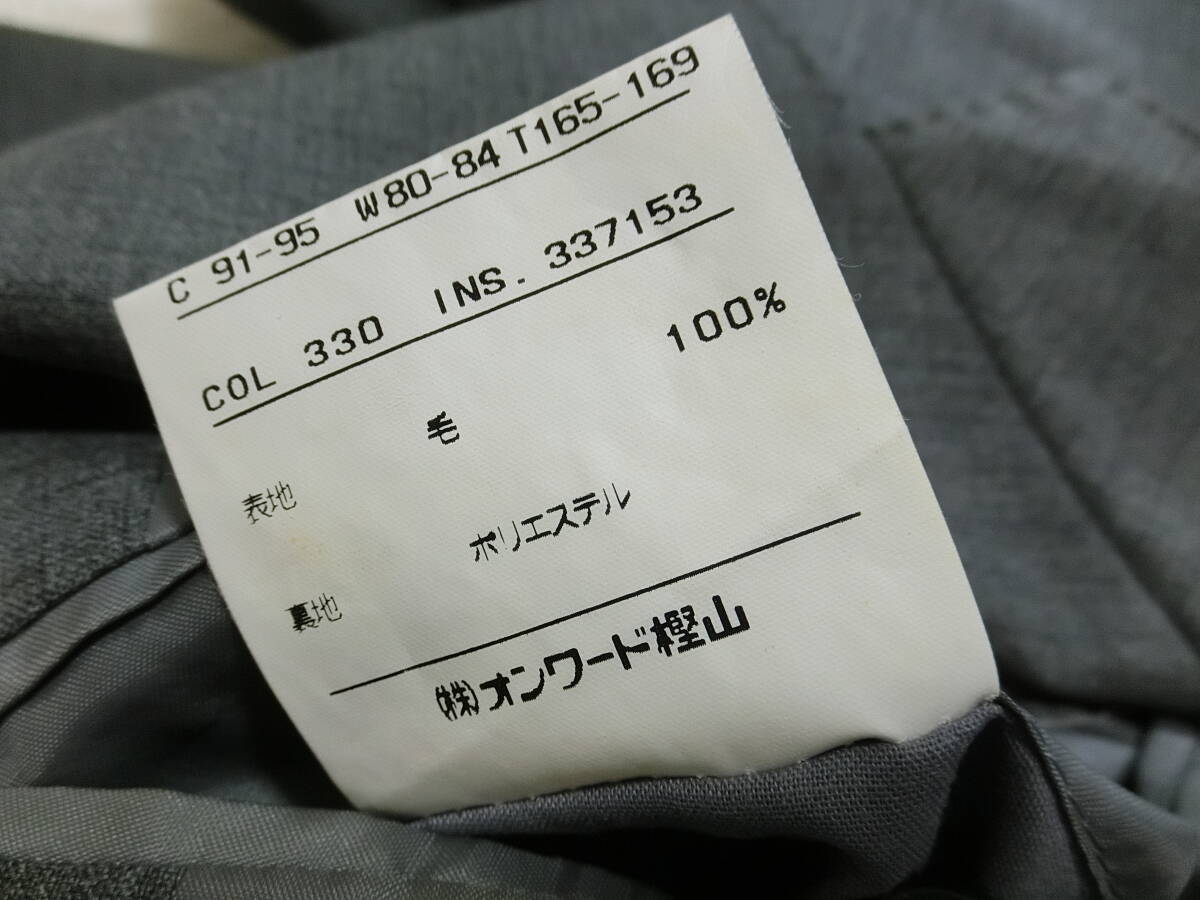 C 91-95 W80-84 T165-169
COL 330 INS. 337153
表地 毛 100%
裏地 ポリエステル
(株)オンワード樫山